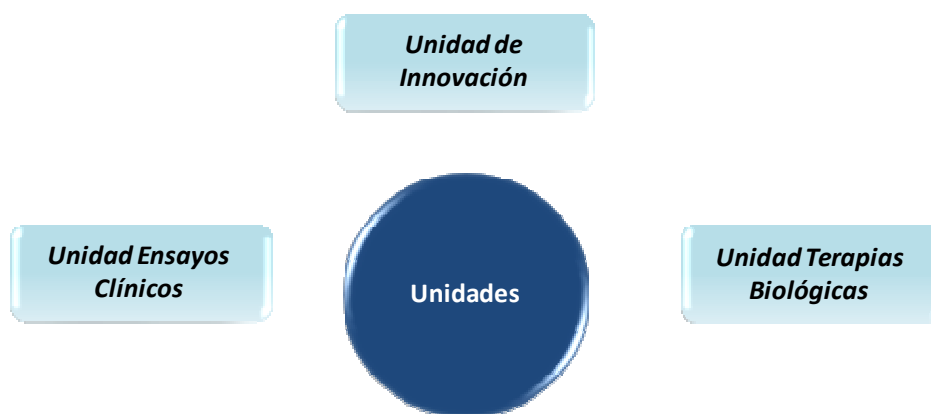 Unidad de
Innovación
Unidad Ensayos
Clínicos
Unidades
Unidad Terapias
Biológicas